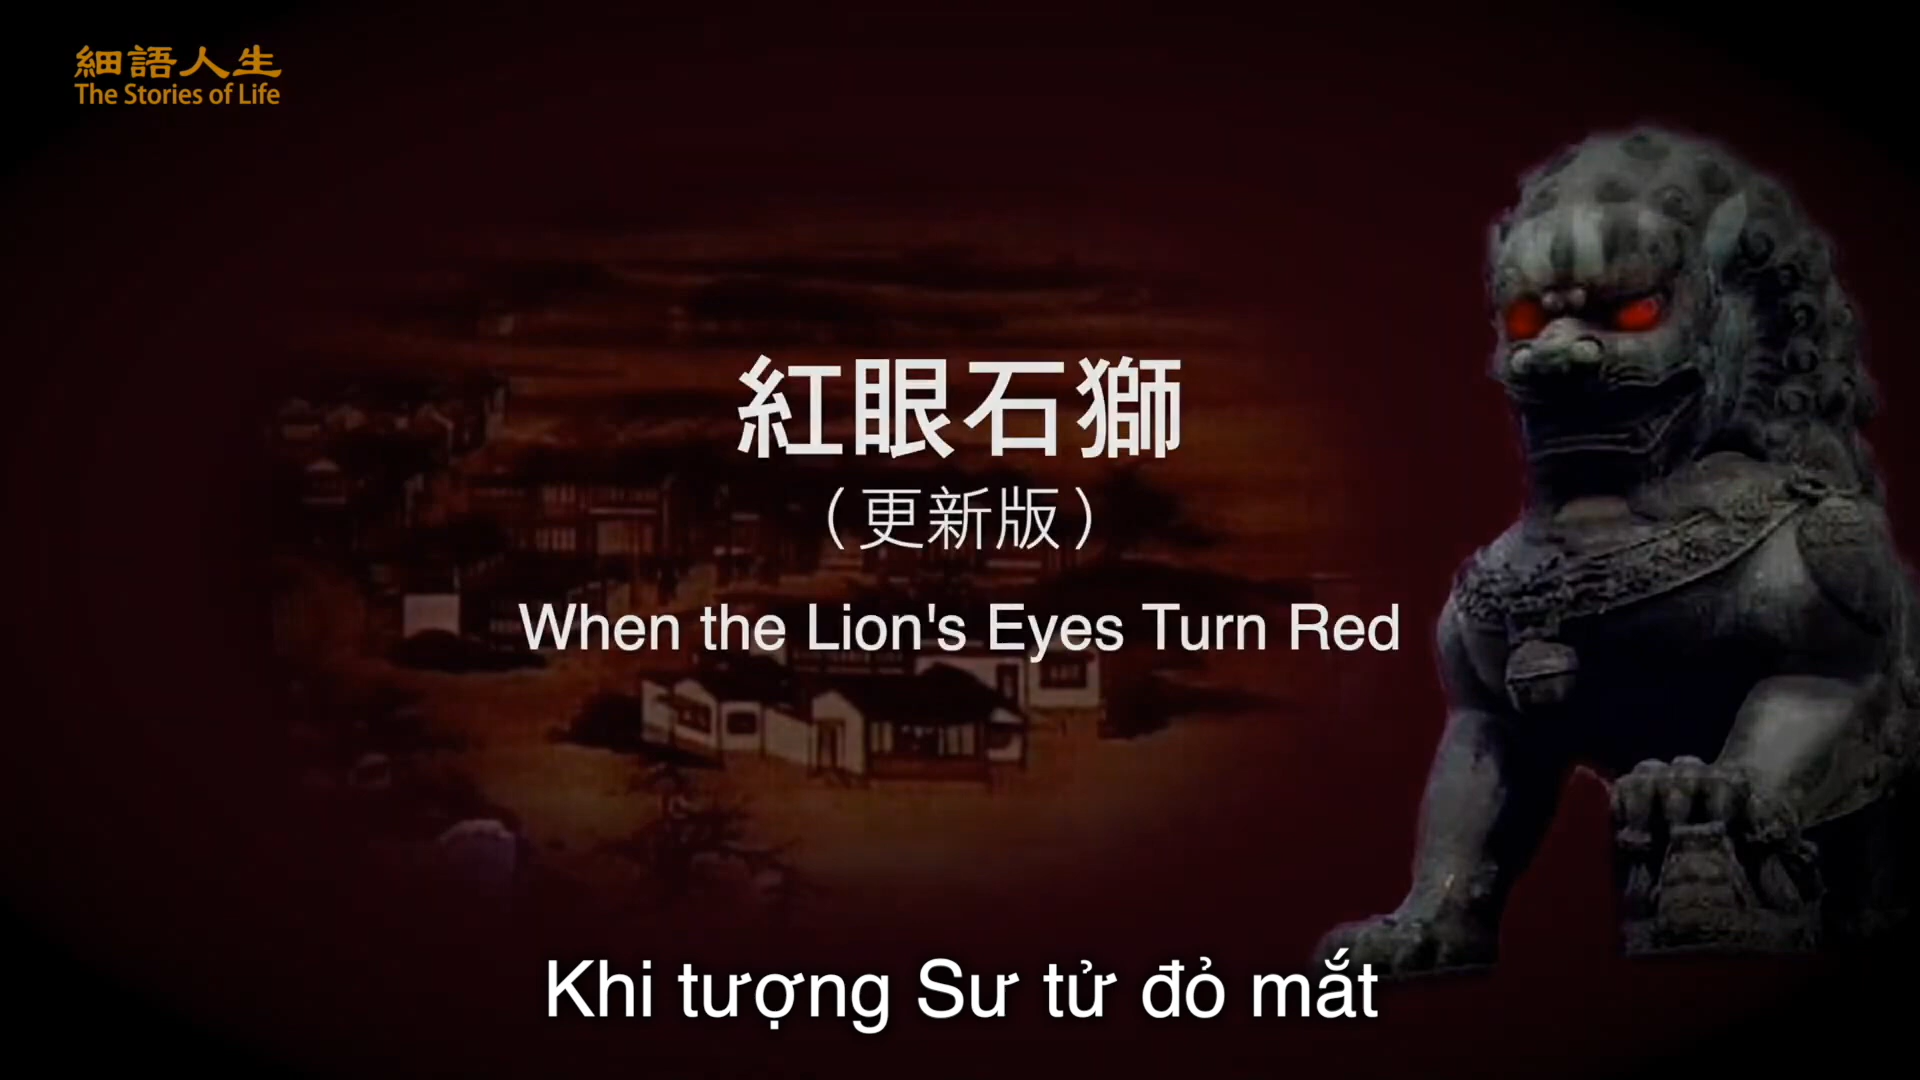 細語人生
The Stories of Life
紅眼石獅
（更新版）
When the Lion's Eyes Turn Red
Khi tượng Sư tử đỏ mắt